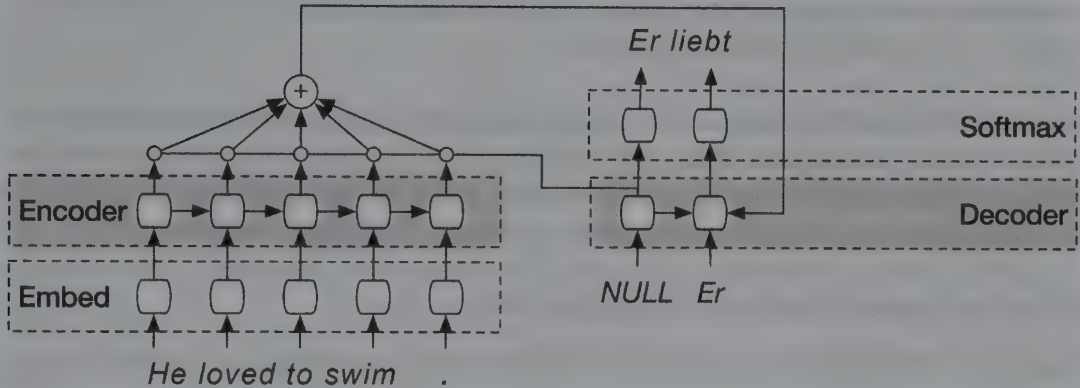 Er liebt
+
Softmax
Encoder
Decoder
Embed
NULL Er
He loved to swim .